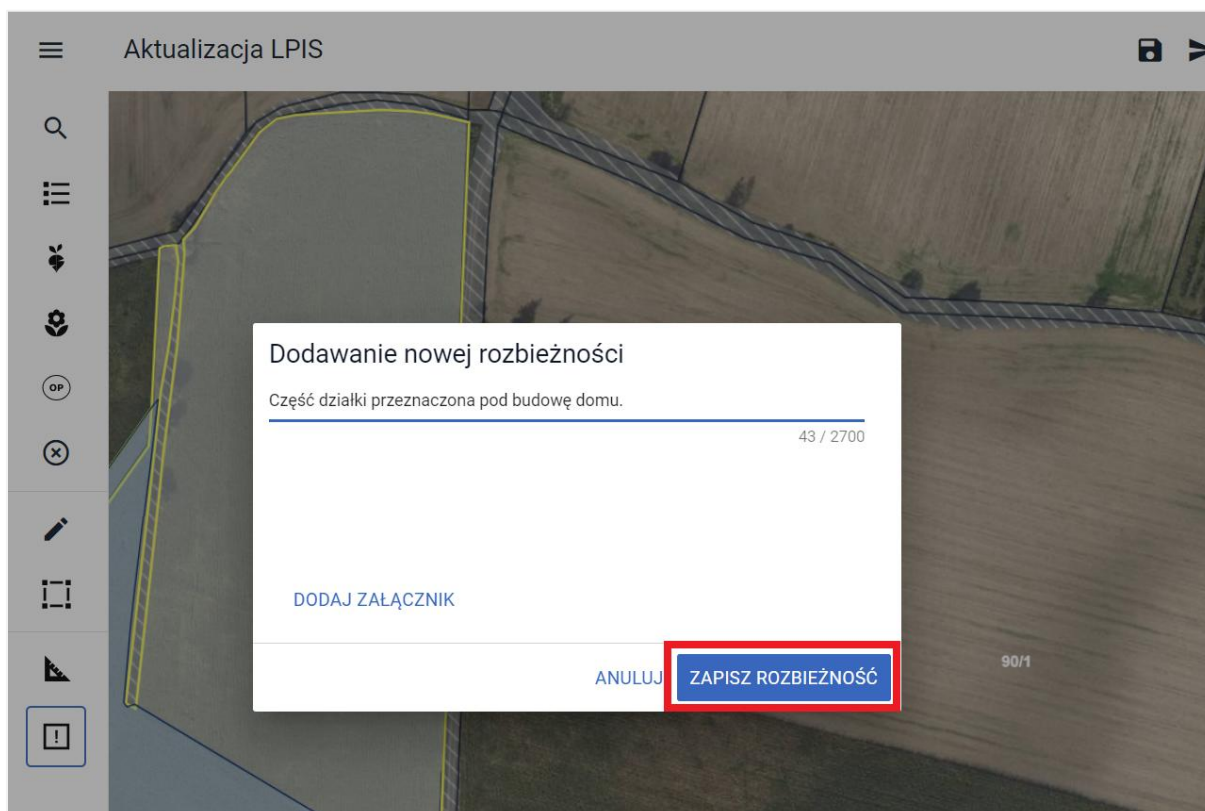 Aktualizacja LPIS
OP
Dodawanie nowej rozbieżności
Część działki przeznaczona pod budowę domu.
43 / 2700
DODAJ ZAŁĄCZNIK
90/1
ANULUJ
ZAPISZ ROZBIEŻNOŚĆ